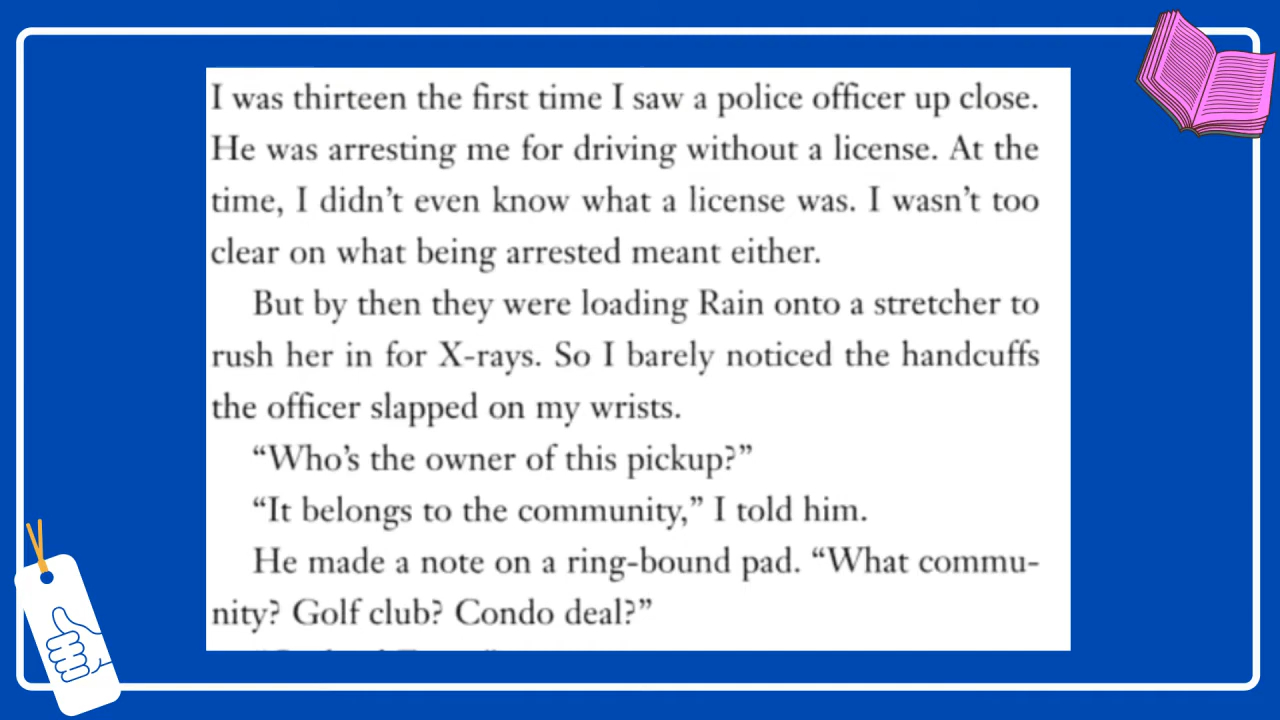 I was thirteen the first time I saw a police officer up close.
He was arresting me for driving without a license. At the
time, I didn’t even know what a license was. I wasn’t too
clear on what being arrested meant either.
But by then they were loading Rain onto a stretcher to
rush her in for X-rays. So I barely noticed the handcuffs
the officer slapped on my wrists.
“Who’s the owner of this pickup?”
“It belongs to the community,” I told him.
He made a note on a ring-bound pad. “What commu-
nity? Golf club? Condo deal?”